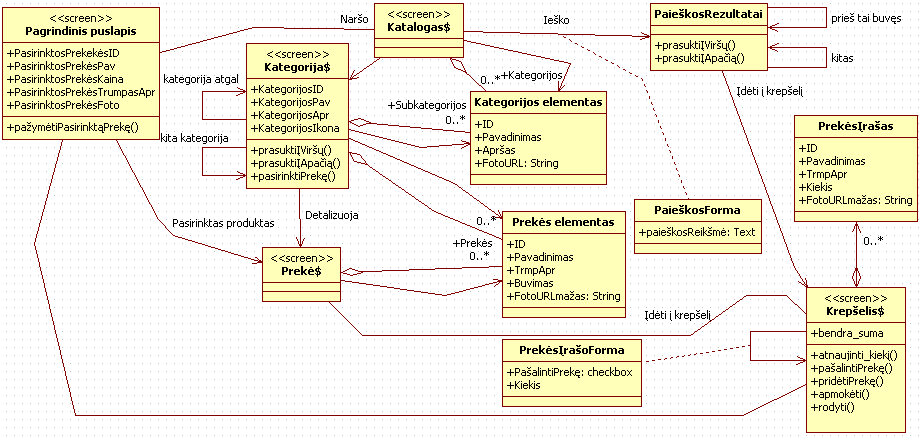 <<screen>>
Pagrindinis puslapis
+PasirinktosPrekekėsID
+PasirinktosPrekėsPav
+PasirinktosPrekėsKaina
+PasirinktosPrekėsTrumpasApr
+PasirinktosPrekėsFoto
+pažymėtiPasirinktąPrekę()
Naršo
<<screen>>
Katalogas$
Ieško
PaieškosRezultatai
+prasuktiĮViršų()
+prasuktiĮApačią()
prieš tai buvęs
kitas
Įdėti į krepšelį
kategorija atgal
kita kategorija
<<screen>>
Kategorija$
+KategorijosID
+KategorijosPav
+KategorijosApr
+KategorijosIkona
+prasuktiĮViršų()
+prasuktiĮApačią()
+pasirinktiPrekę()
0..*
+Kategorijos
+Subkategorijos
0..*
Kategorijos elementas
+ID
+Pavadinimas
+Apršas
+FotoURL: String
PrekėsĮrašas
+ID
+Pavadinimas
+TrmpApr
+Kiekis
+FotoURLmažas: String
0..*
PaieškosForma
+paieškosReikšmė: Text
Pasirinktas produktas
Detalizuoja
0..*
+Prekės
0..*
Prekės elementas
+ID
+Pavadinimas
+TrmpApr
+Buvimas
+FotoURLmažas: String
<<screen>>
Prekė$
Įdėti į krepšelį
<<screen>>
Krepšelis$
+bendra_suma
+atnaujinti_kiekį()
+pašalintiPrekę()
+pridėtiPrekę()
+apmokėti()
+rodyti()
PrekėsĮrašoForma
+PašalintiPrekę: checkbox
+Kiekis